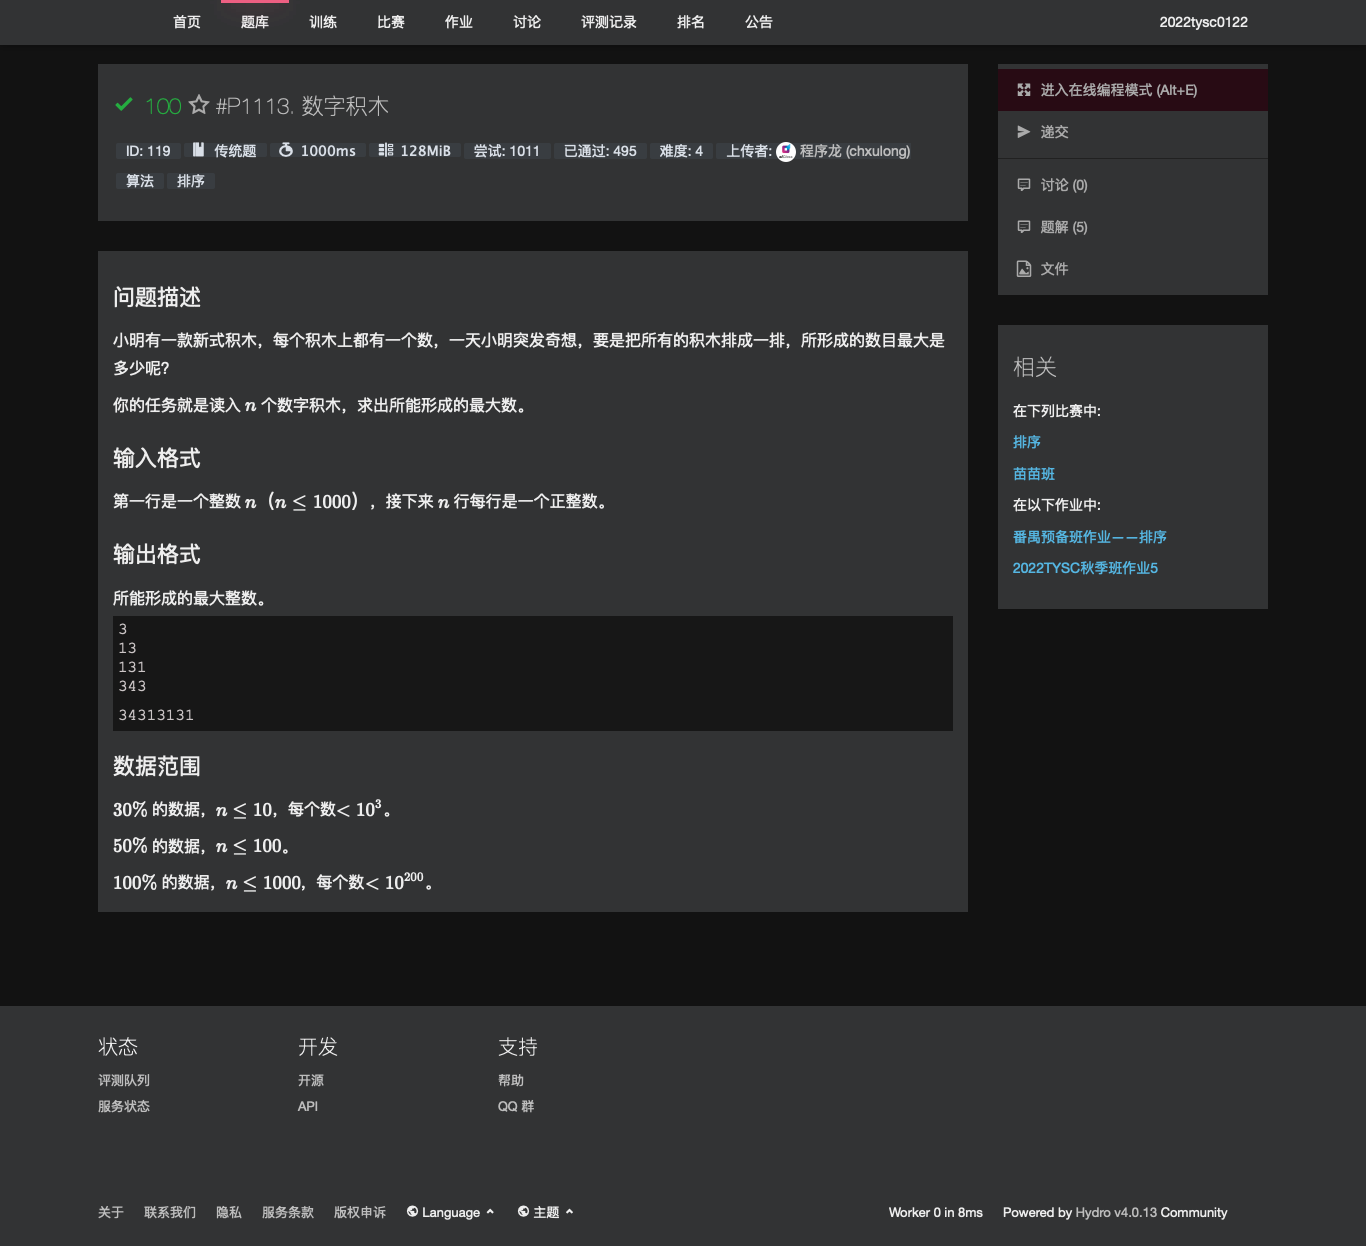 首页 题库 训练 比赛 作业 讨论 评测记录 排名 公告 2022tysc0122
100 #P1113. 数字积木
ID: 119 传统题 1000ms 128MiB 尝试: 1011 已通过: 495 难度: 4 上传者: 程序龙 (chxulong)
算法 排序
问题描述
小明有一款新式积木，每个积木上都有一个数，一天小明突发奇想，要是把所有的积木排成一排，所形成的数目最大是
多少呢？
你的任务就是读入 n 个数字积木，求出所能形成的最大数。
输入格式
第一行是一个整数 n（n ≤ 1000），接下来 n 行每行是一个正整数。
输出格式
所能形成的最大整数。
3
13
131
343
34313131
数据范围
30% 的数据，n ≤ 10，每个数< 10^3。
50% 的数据，n ≤ 100。
100% 的数据，n ≤ 1000，每个数< 10^200。
进入在线编程模式 (Alt+E)
递交
讨论 (0)
题解 (5)
文件
相关
在下列比赛中:
排序
苗苗班
在以下作业中:
番禺预备班作业——排序
2022TYSC秋季班作业5
状态 开发 支持
评测队列 开源 帮助
服务状态 API QQ 群
关于 联系我们 隐私 服务条款 版权申诉 Language 主题 Worker 0 in 8ms Powered by Hydro v4.0.13 Community